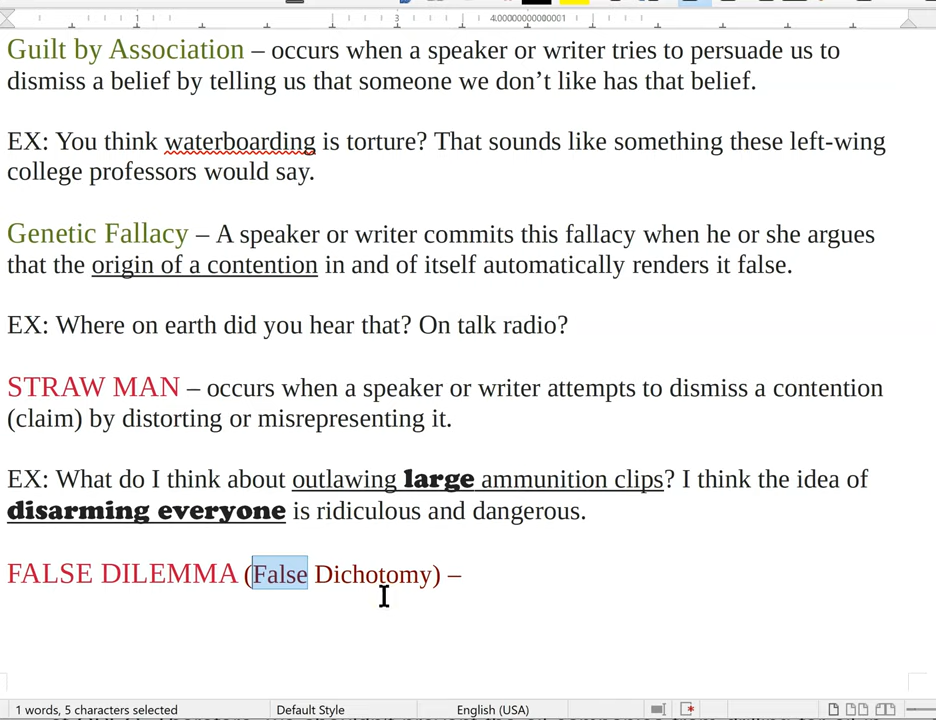 3 4.00000000000001
Guilt by Association – occurs when a speaker or writer tries to persuade us to
dismiss a belief by telling us that someone we don’t like has that belief.
EX: You think waterboarding is torture? That sounds like something these left-wing
college professors would say.
Genetic Fallacy – A speaker or writer commits this fallacy when he or she argues
that the origin of a contention in and of itself automatically renders it false.
EX: Where on earth did you hear that? On talk radio?
STRAW MAN – occurs when a speaker or writer attempts to dismiss a contention
(claim) by distorting or misrepresenting it.
EX: What do I think about outlawing large ammunition clips? I think the idea of
disarming everyone is ridiculous and dangerous.
FALSE DILEMMA (False Dichotomy) –
1 words, 5 characters selected Default Style English (USA)